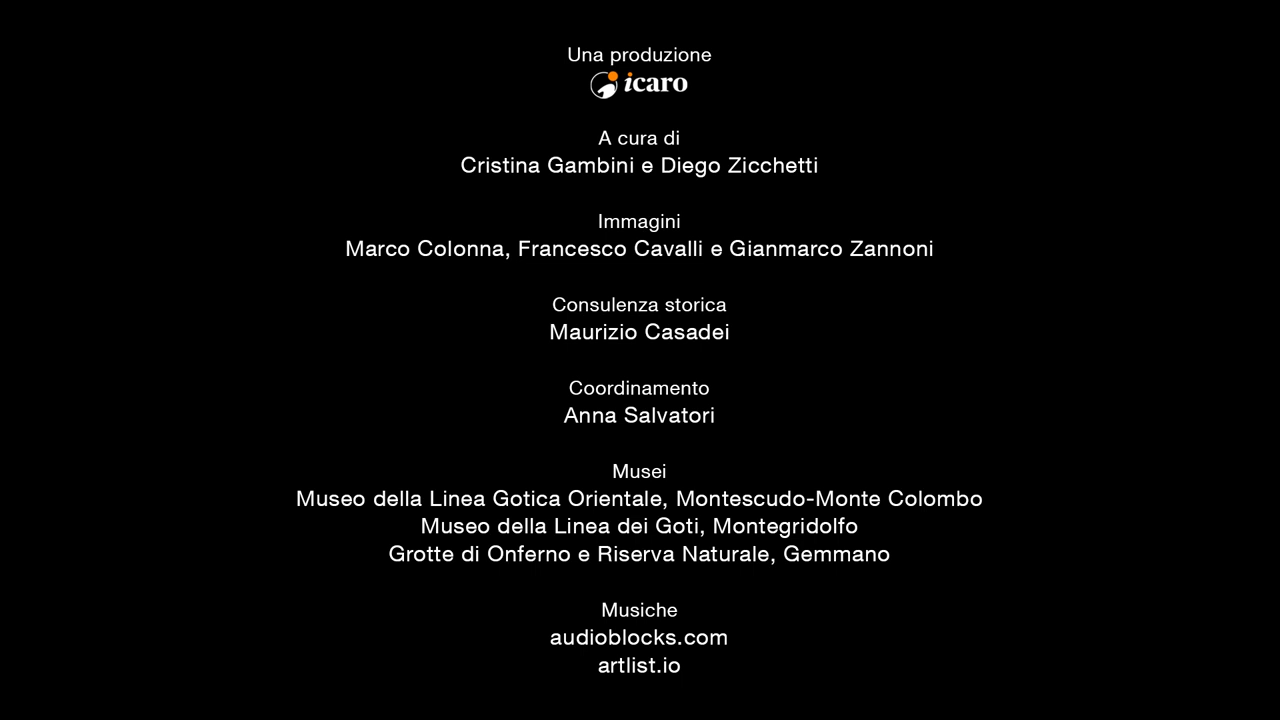 Una produzione
icaro
A cura di
Cristina Gambini e Diego Zicchetti
Immagini
Marco Colonna, Francesco Cavalli e Gianmarco Zannoni
Consulenza storica
Maurizio Casadei
Coordinamento
Anna Salvatori
Musei
Museo della Linea Gotica Orientale, Montescudo-Monte Colombo
Museo della Linea dei Goti, Montegridolfo
Grotte di Onferno e Riserva Naturale, Gemmano
Musiche
audioblocks.com
artlist.io